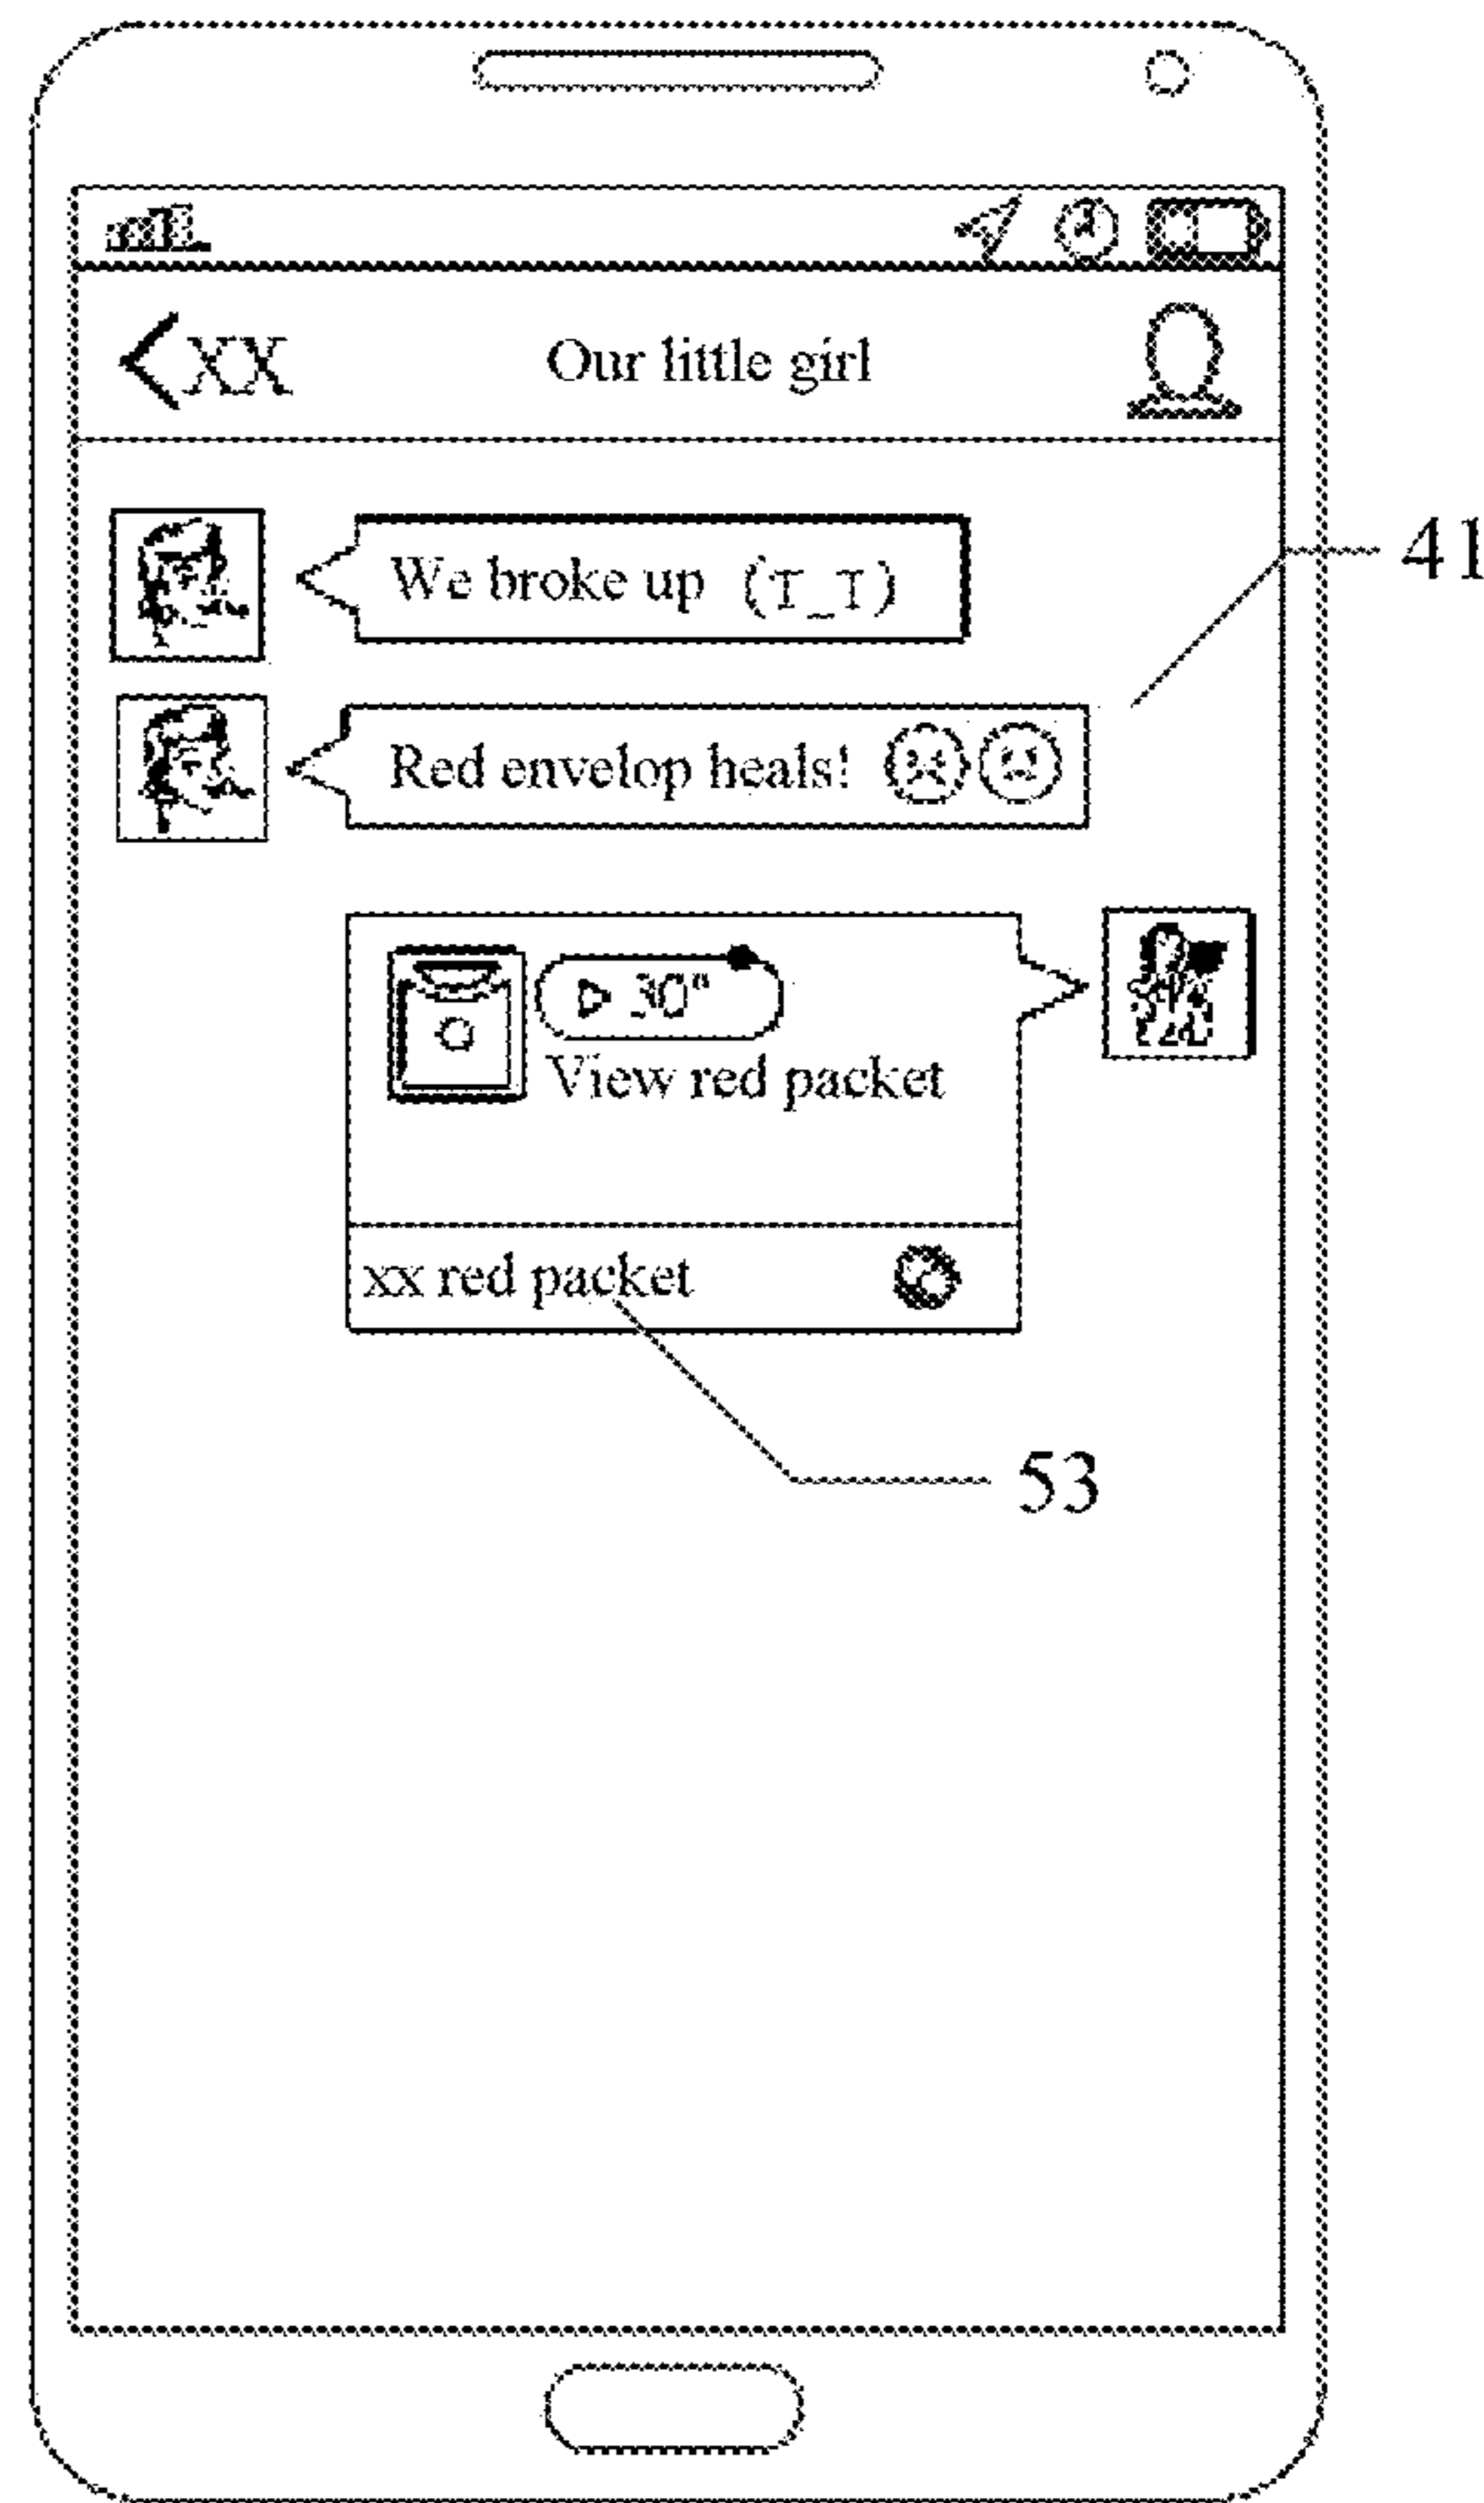 XX
Our little girl
41
We broke up (T_T)
Red envelop heals!
30"
View red packet
xx red packet
53